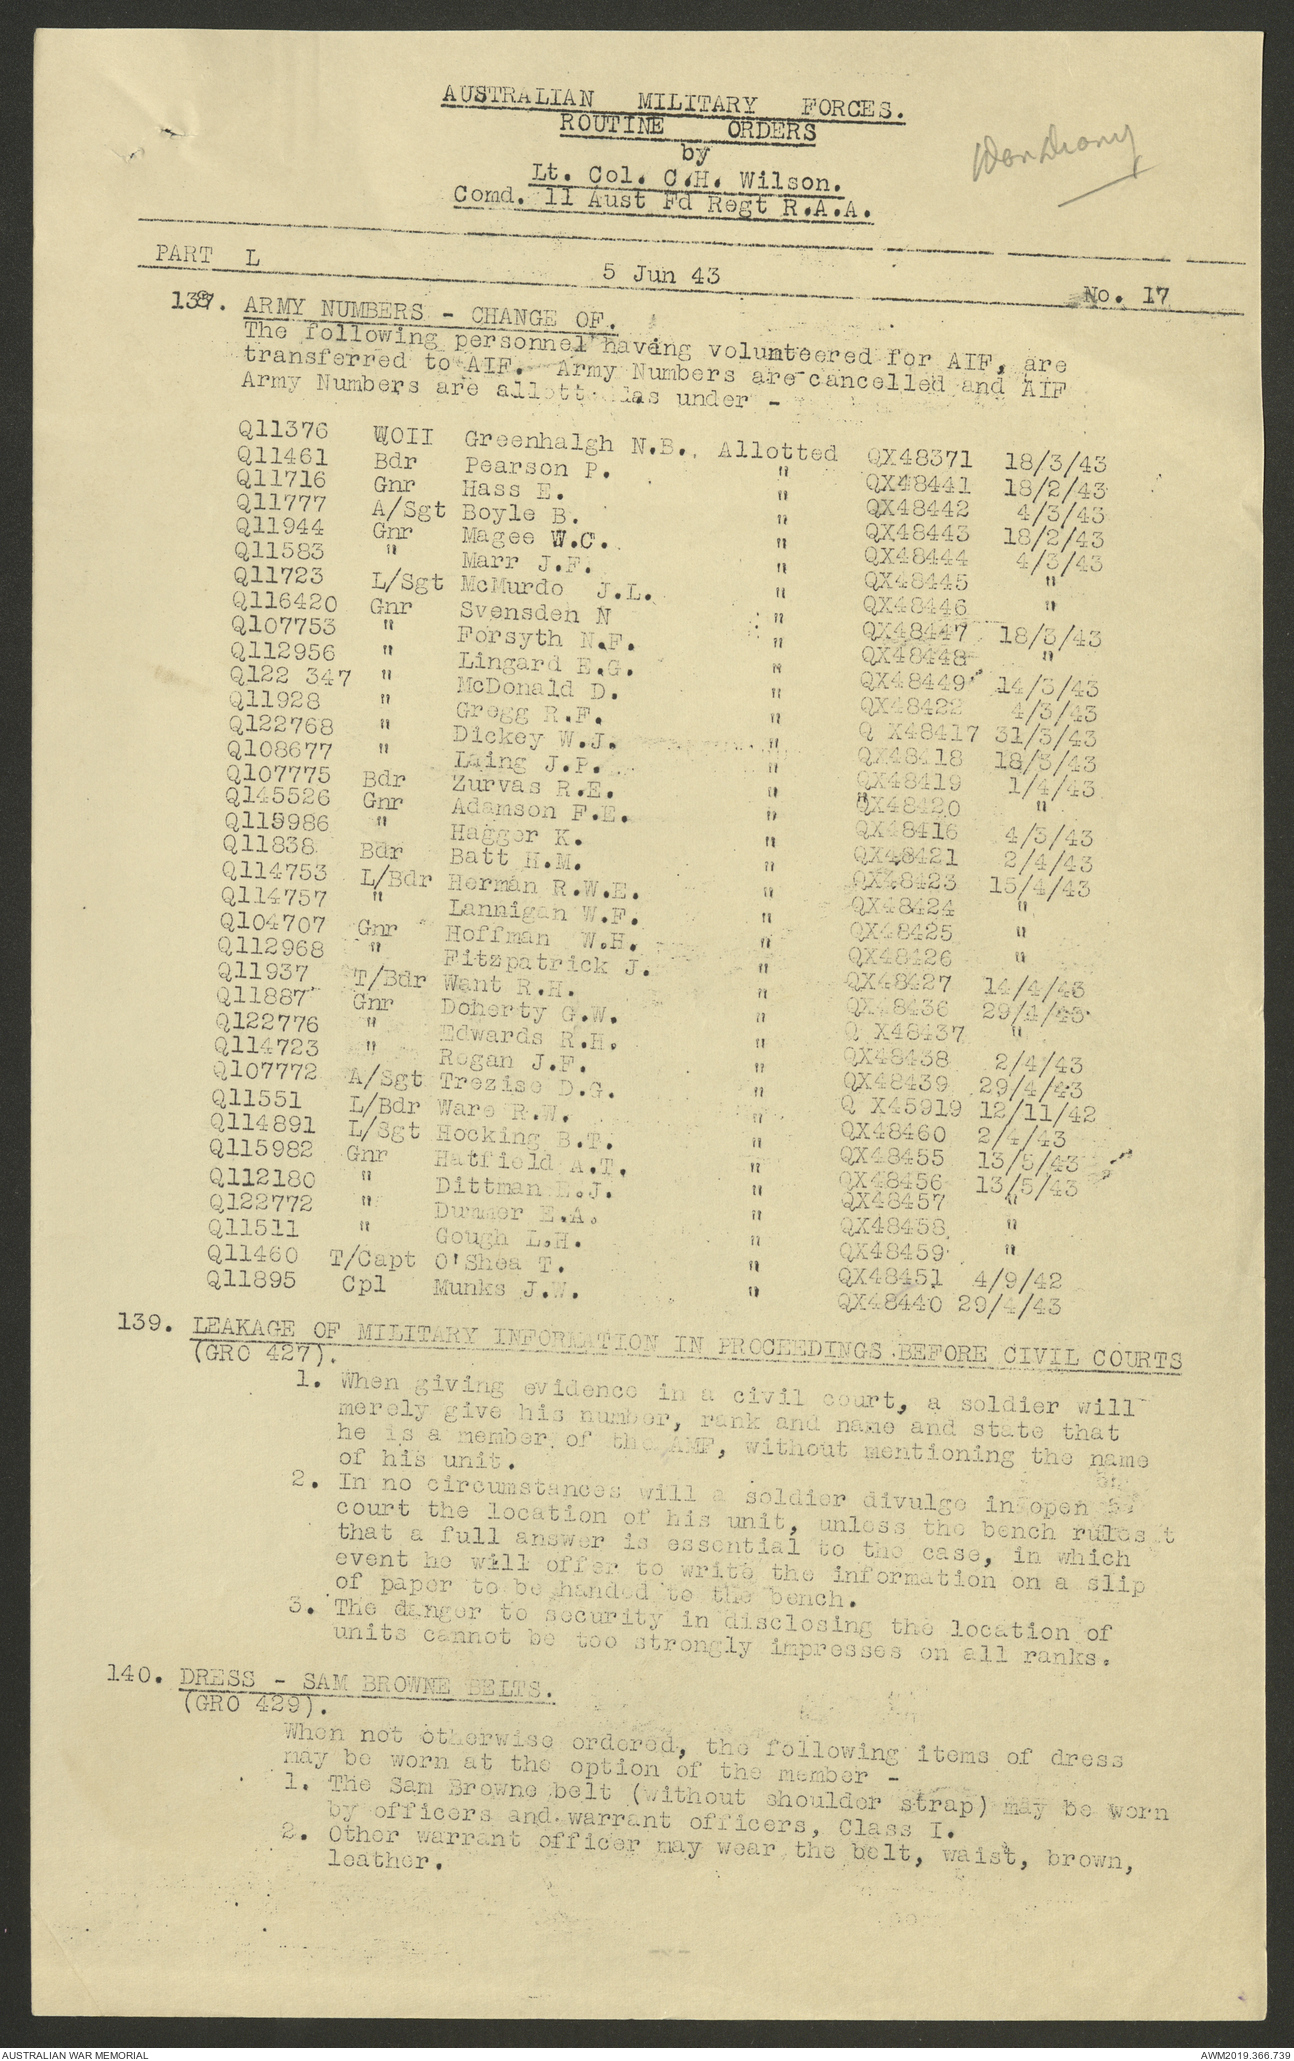 AUSTRALIAN MILITARY FORCES.
ROUTINE ORDERS
by
Lt. Col. C.H. Wilson.
Comd. 11 Aust Fd Regt R.A.A.
War Diary
PART L
5 Jun 43
No. 17
138. ARMY NUMBERS - CHANGE OF.
The following personnel having volunteered for AIF, are
transferred to AIF. Army Numbers are cancelled and AIF
Army Numbers are allotted as under -
Q11376 WOII Greenhalgh N.B. Allotted QX48371 18/3/43
Q11461 Bdr Pearson P. " QX48441 18/2/43
Q11716 Gnr Hass E. " QX48442 4/3/43
Q11777 A/Sgt Boyle B. " QX48443 18/2/43
Q11944 Gnr Magee W.C. " QX48444 4/3/43
Q11583 " Marr J.F. " QX48445 "
Q11723 L/Sgt McMurdo J.L. " QX48446 "
Q116420 Gnr Svensden N " QX48447 18/3/43
Q107753 " Forsyth N.F. " QX48448 "
Q112956 " Lingard E.G. " QX48449 14/3/43
Q122 347 " McDonald D. " QX48422 4/3/43
Q11928 " Gregg R.F. " Q X48417 31/3/43
Q122768 " Dickey W.J. " QX48418 18/3/43
Q108677 " Laing J.P. " QX48419 1/4/43
Q107775 Bdr Zurvas R.E. " QX48420 "
Q145526 Gnr Adamson F.E. " QX48416 4/3/43
Q115986 " Hagger K. " QX48421 2/4/43
Q11838 Bdr Batt H.M. " QX48423 15/4/43
Q114753 L/Bdr Herman R.W.E. " QX48424 "
Q114757 " Lannigan W.F. " QX48425 "
Q104707 Gnr Hoffman W.H. " QX48426 "
Q112968 " Fitzpatrick J. " QX48427 14/4/43
Q11937 T/Bdr Want R.H. " QX48436 29/4/43
Q11887 Gnr Doherty G.W. " Q X48437 "
Q122776 " Edwards R.H. " QX48438 2/4/43
Q114723 " Rogan J.F. " QX48439 29/4/43
Q107772 A/Sgt Trezise D.G. " Q X45919 12/11/42
Q11551 L/Bdr Ware R.W. " QX48460 2/4/43
Q114891 L/Sgt Hocking B.T. " QX48455 13/5/43
Q115982 Gnr Hatfield A.T. " QX48456 13/5/43
Q112180 " Dittman E.J. " QX48457 "
Q122772 " Dummer E.A. " QX48458 "
Q11511 " Gough L.H. " QX48459 "
Q11460 T/Capt O'Shea T. " QX48451 4/9/42
Q11895 Cpl Munks J.W. " QX48440 29/4/43
139. LEAKAGE OF MILITARY INFORMATION IN PROCEEDINGS BEFORE CIVIL COURTS
(GRO 427).
1. When giving evidence in a civil court, a soldier will
merely give his number, rank and name and state that
he is a member of the AMF, without mentioning the name
of his unit.
2. In no circumstances will a soldier divulge in open
court the location of his unit, unless the bench rules
that a full answer is essential to the case, in which
event he will offer to write the information on a slip
of paper to be handed to the bench.
3. The danger to security in disclosing the location of
units cannot be too strongly impresses on all ranks.
140. DRESS - SAM BROWNE BELTS.
(GRO 429).
When not otherwise ordered, the following items of dress
may be worn at the option of the member -
1. The Sam Browne belt (without shoulder strap) may be worn
by officers and warrant officers, Class I.
2. Other warrant officer may wear the belt, waist, brown,
leather.
AUSTRALIAN WAR MEMORIAL
AWM2019.366.739